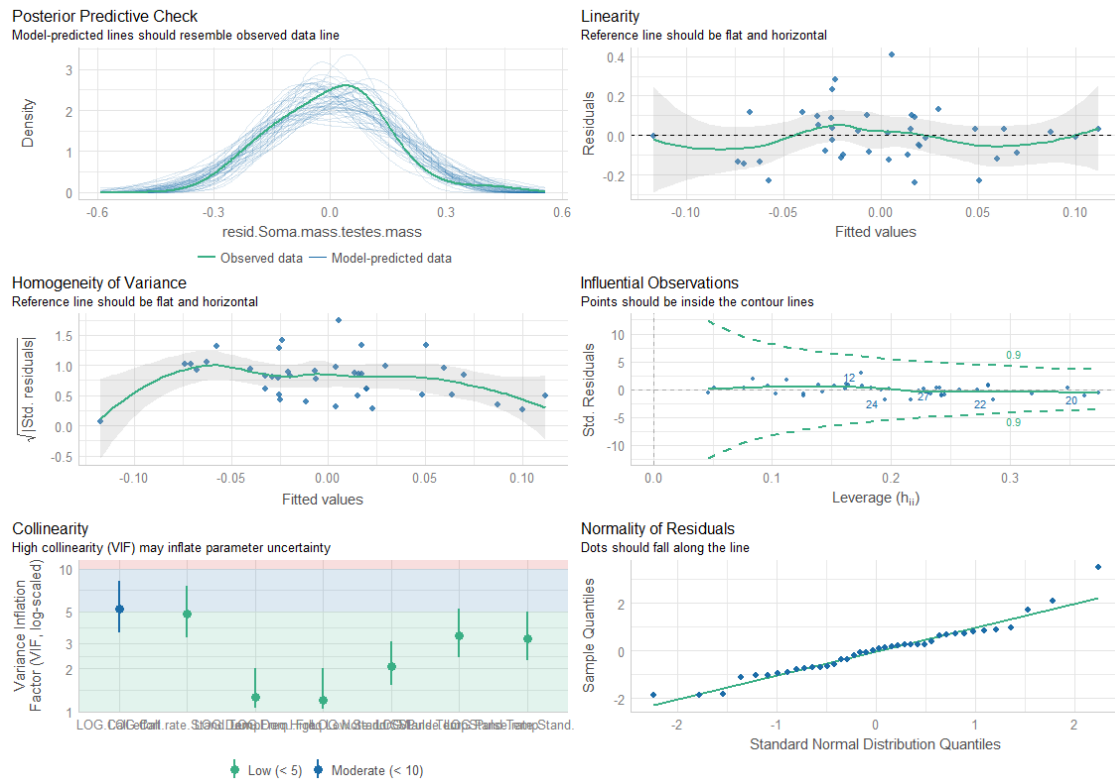 Posterior Predictive Check
Model-predicted lines should resemble observed data line
Density
3
2
1
0
-0.6 -0.3 0.0 0.3 0.6
resid.Soma.mass.testes.mass
Observed data Model-predicted data
Linearity
Reference line should be flat and horizontal
Residuals
0.4
0.2
0.0
-0.2
-0.10 -0.05 0.00 0.05 0.10
Fitted values
Homogeneity of Variance
Reference line should be flat and horizontal
√|Std. residuals|
1.5
1.0
0.5
0.0
-0.5
-0.10 -0.05 0.00 0.05 0.10
Fitted values
Influential Observations
Points should be inside the contour lines
Std. Residuals
10
5
0
-5
-10
0.9
12
24
27
22
20
0.9
0.0 0.1 0.2 0.3
Leverage (hii)
Collinearity
High collinearity (VIF) may inflate parameter uncertainty
Variance Inflation
Factor (VIF, log-scaled)
10
5
3
2
1
Low (< 5) Moderate (< 10)
Normality of Residuals
Dots should fall along the line
Sample Quantiles
2
0
-2
-2 -1 0 1 2
Standard Normal Distribution Quantiles